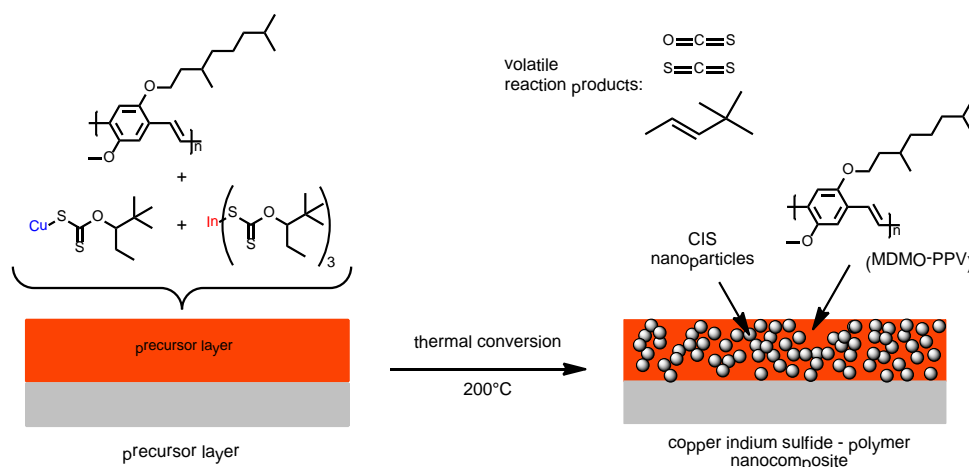 O
O
n
+
Cu
S
O
S
+
In
S
O
S
3
precursor layer
precursor layer
thermal conversion
200°C
volatile
reaction products:
O=C=S
S=C=S
O
O
n
CIS
nanoparticles
(MDMO-PPV)
copper indium sulfide - polymer
nanocomposite